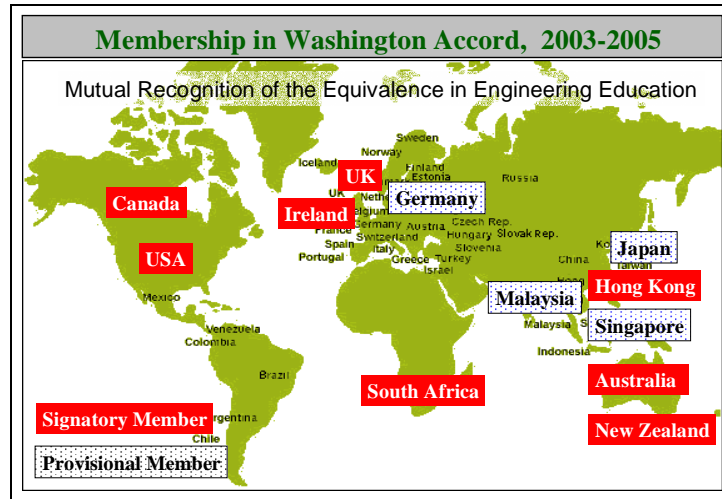 Membership in Washington Accord, 2003-2005
Mutual Recognition of the Equivalence in Engineering Education
Sweden
Iceland
Norway
Finland
Estonia
Russia
UK
Canada
UK
Germany
Ireland
France
Germany
Austria
Czech Rep.
Hungary
Slovak Rep.
Switzerland
Slovenia
Spain
Italy
Portugal
Greece
Turkey
Israel
Japan
China
Taiwan
USA
Hong Kong
Mexico
Malaysia
Singapore
Malaysia
Indonesia
Venezuela
Colombia
Brazil
South Africa
Australia
Signatory Member
Chile
New Zealand
Provisional Member